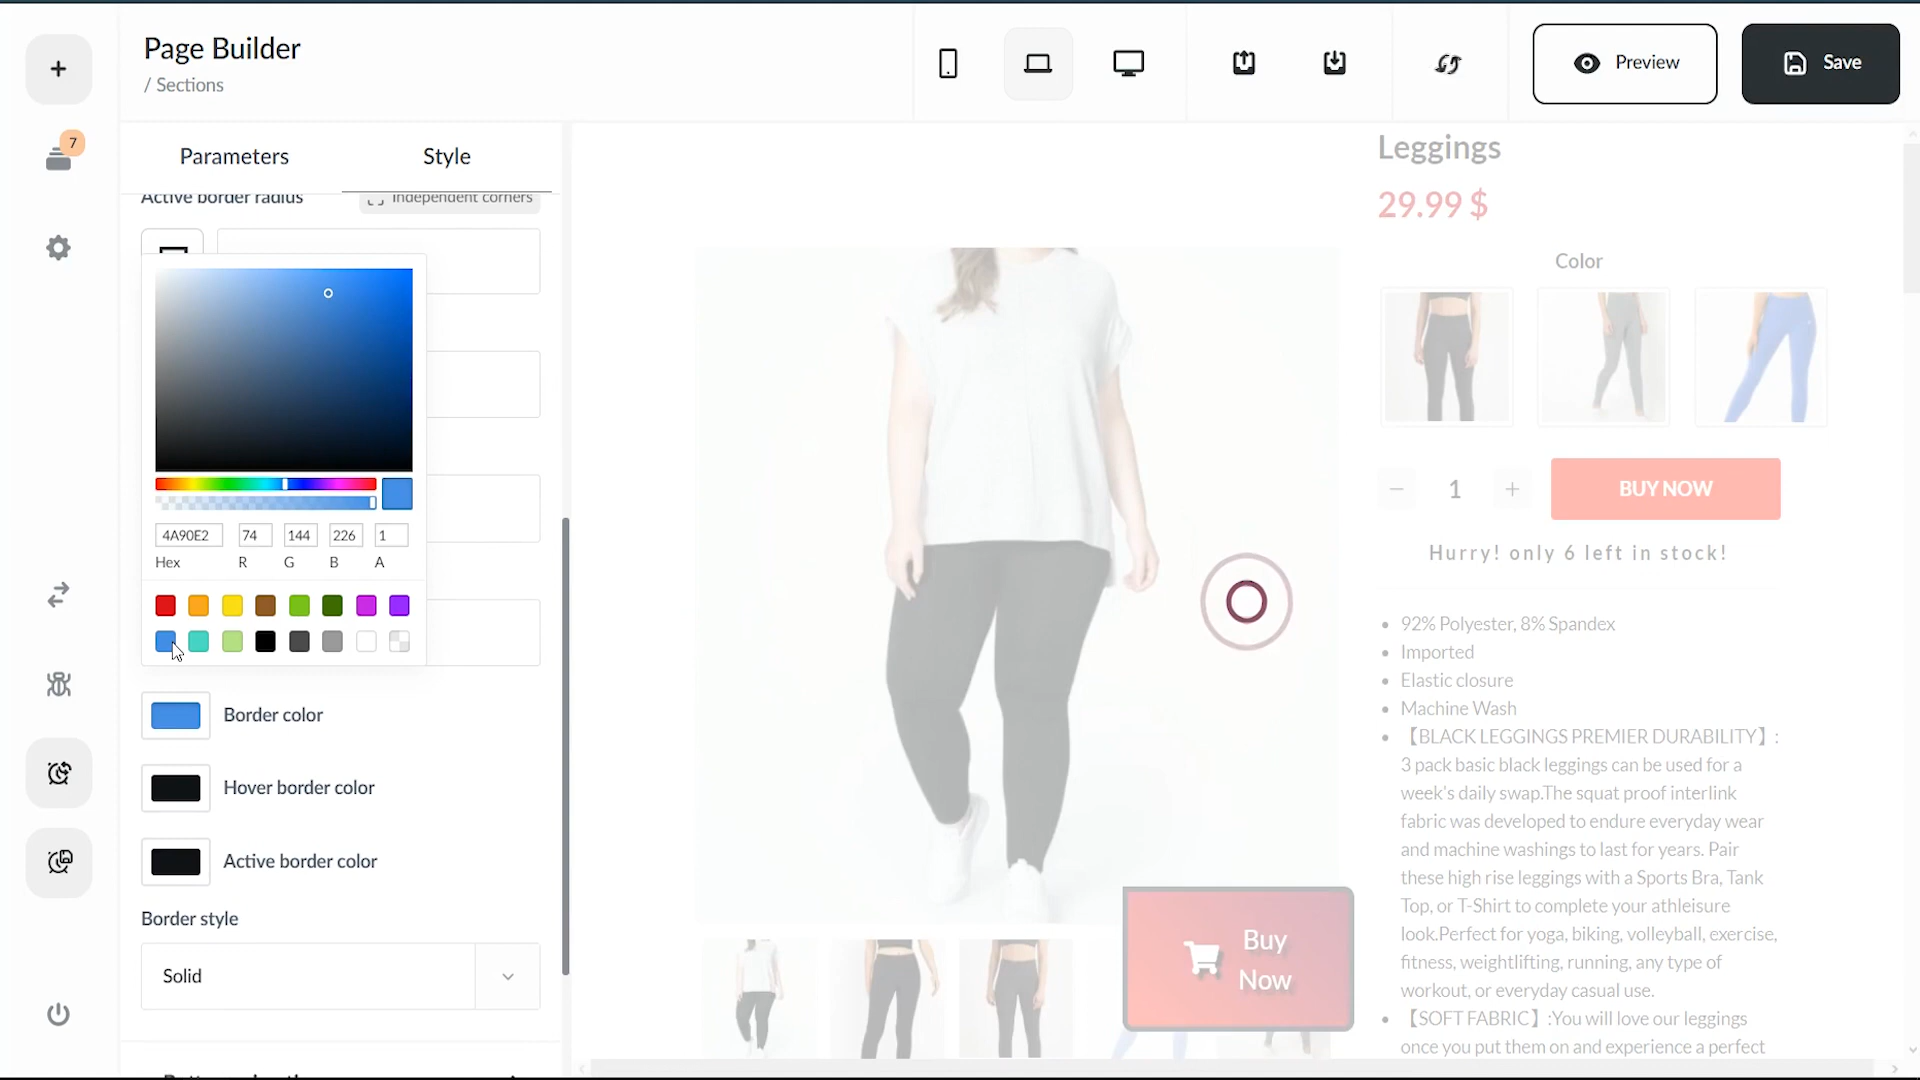 Page Builder
/ Sections
Preview
Save
7
Parameters
Style
Active border radius
Independent corners
4A90E2
74
144
226
1
Hex
R
G
B
A
Border color
Hover border color
Active border color
Border style
Solid
Leggings
29.99 $
Color
1
BUY NOW
Hurry! only 6 left in stock!
92% Polyester, 8% Spandex
Imported
Elastic closure
Machine Wash
【BLACK LEGGINGS PREMIER DURABILITY】:
3 pack basic black leggings can be used for a
week's daily swap.The squat proof interlink
fabric was developed to endure everyday wear
and machine washings to last for years. Pair
these high rise leggings with a Sports Bra, Tank
Top, or T-Shirt to complete your athleisure
look.Perfect for yoga, biking, volleyball, exercise,
fitness, weightlifting, running, any type of
workout, or everyday casual use.
【SOFT FABRIC】:You will love our leggings
once you put them on and experience a perfect
Buy
Now